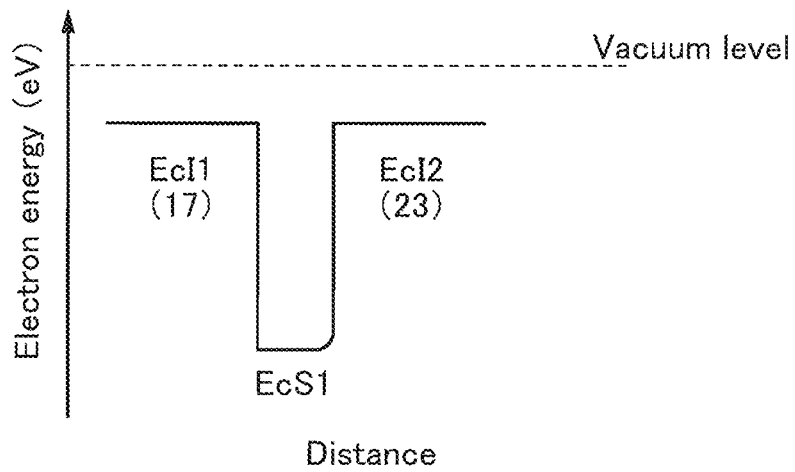 Vacuum level
Electron energy (eV)
EcI1
(17)
EcI2
(23)
EcS1
Distance